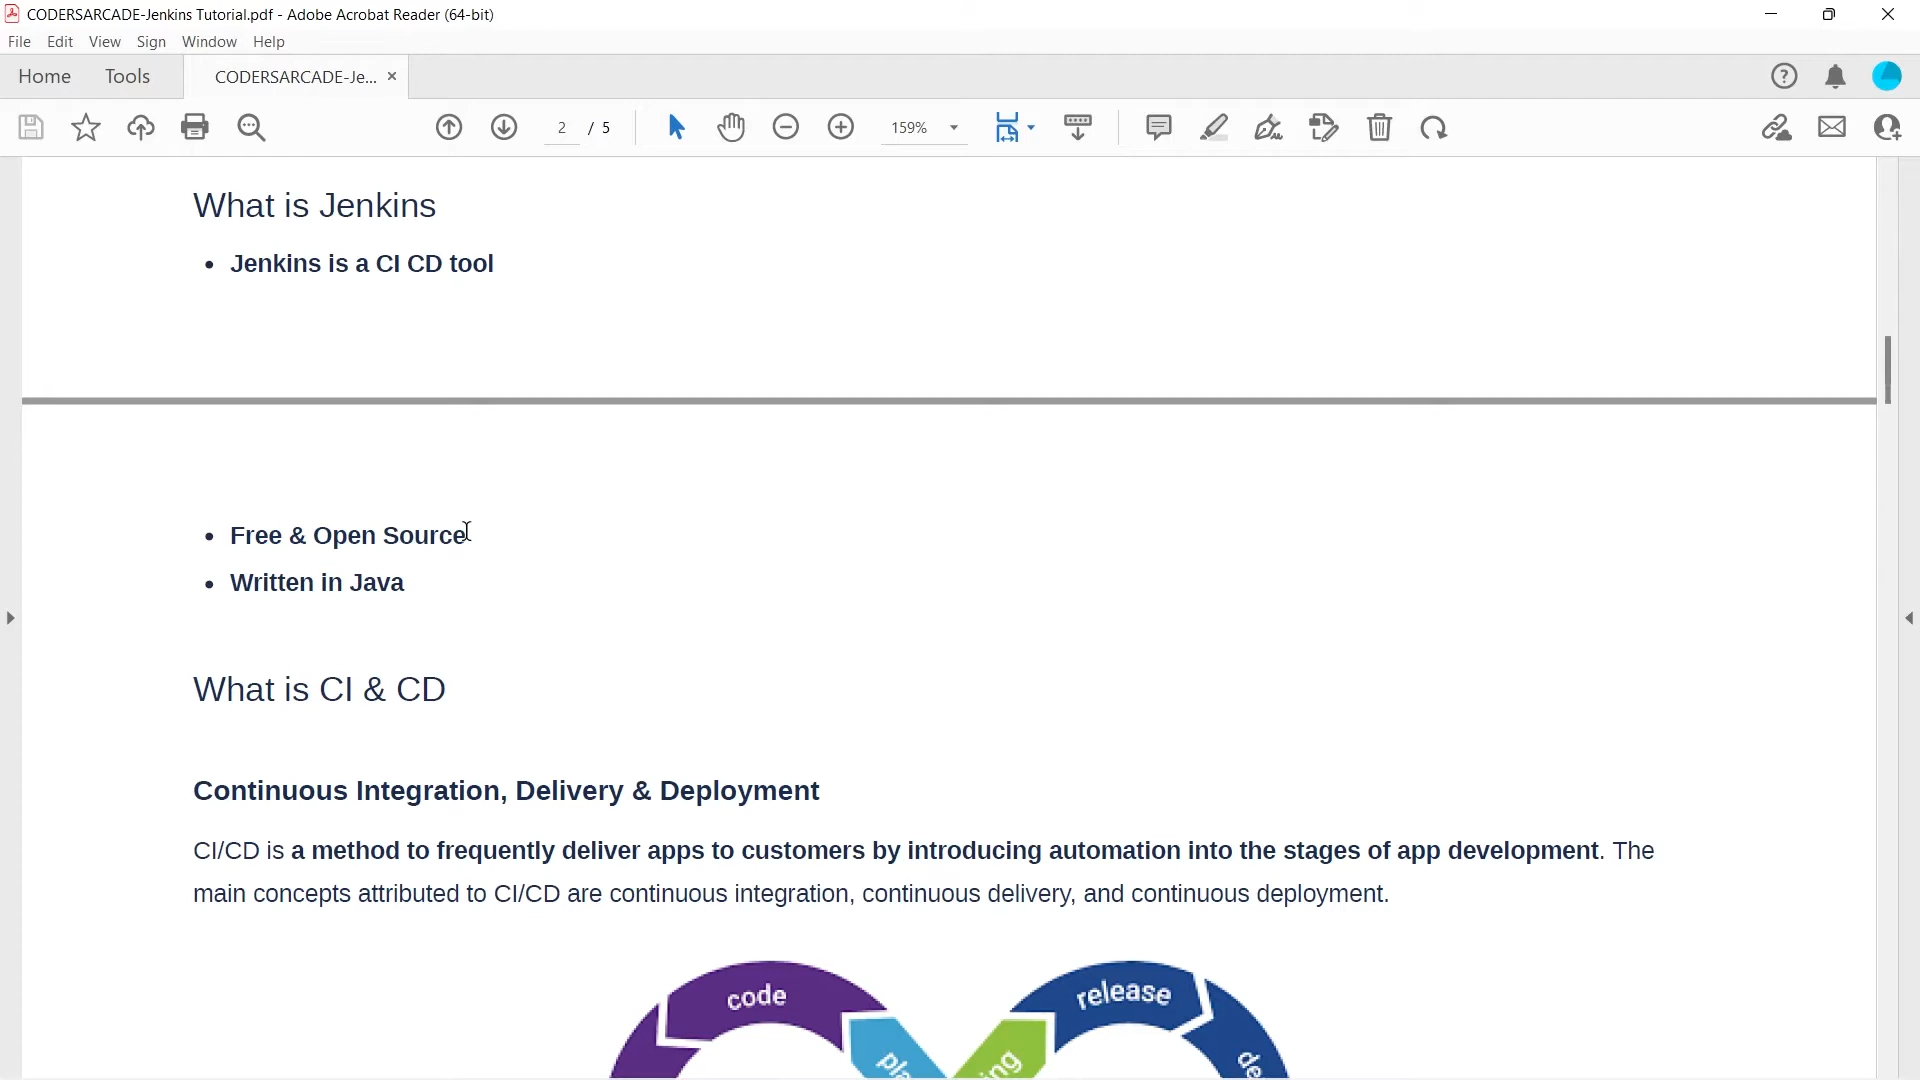 CODERSARCADE-Jenkins Tutorial.pdf - Adobe Acrobat Reader (64-bit)
File Edit View Sign Window Help
Home Tools CODERSARCADE-Je... ×
2 / 5 159%
What is Jenkins
• Jenkins is a CI CD tool
• Free & Open Source
• Written in Java
What is CI & CD
Continuous Integration, Delivery & Deployment
CI/CD is a method to frequently deliver apps to customers by introducing automation into the stages of app development. The
main concepts attributed to CI/CD are continuous integration, continuous delivery, and continuous deployment.
code
release